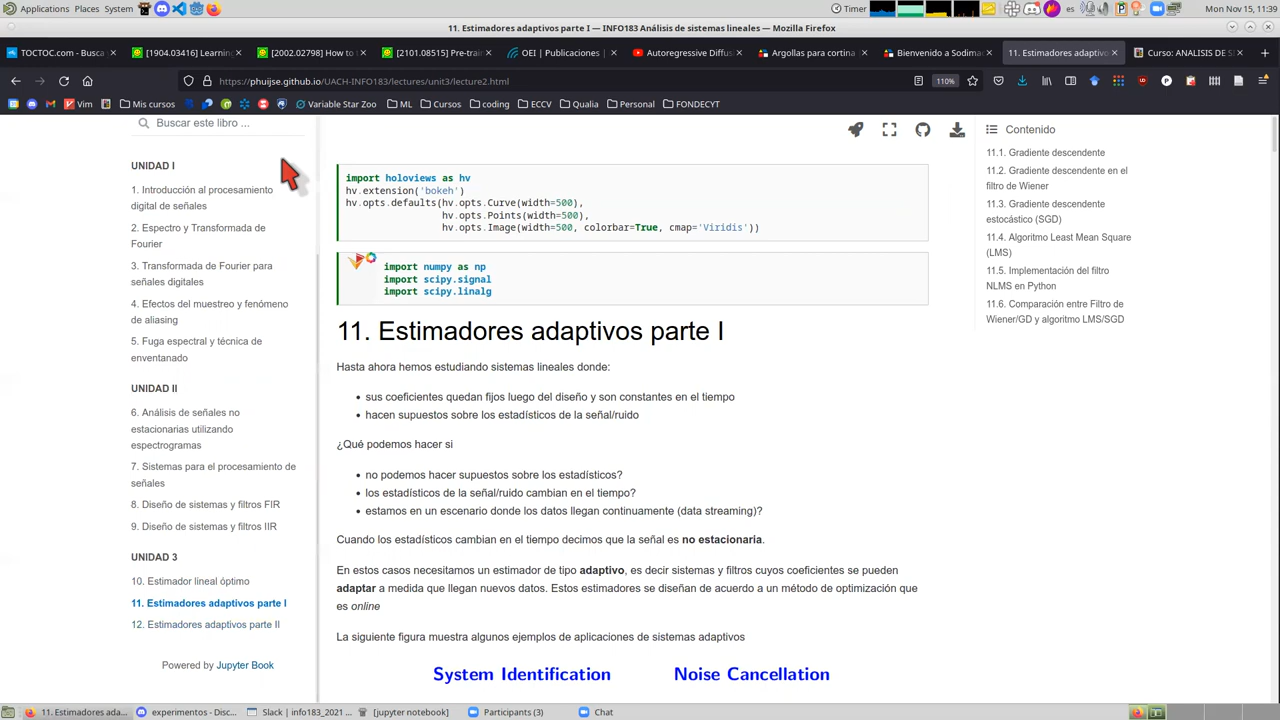 Applications Places System
Timer
es
Mon Nov 15, 11:39
11. Estimadores adaptivos parte I — INFO183 Análisis de sistemas lineales — Mozilla Firefox
TOCTOC.com - Busca
[1904.03416] Learning
[2002.02798] How to
[2101.08515]
OEI | Publicaciones
Autoregressive Diffus
Argollas para cortina
Bienvenido a Sodima
11. Estimadores adaptivo
Curso: ANALISIS DE S
https://phuijse.github.io/UACH-INFO183/lectures/unit3/lecture2.html
110%
Mis cursos
Vim
Variable Star Zoo
ML
Cursos
coding
ECCV
Qualia
Personal
FONDECYT
Buscar este libro ...
UNIDAD I
1. Introducción al procesamiento
digital de señales
2. Espectro y Transformada de
Fourier
3. Transformada de Fourier para
señales digitales
4. Efectos del muestreo y fenómeno
de aliasing
5. Fuga espectral y técnica de
enventanado
UNIDAD II
6. Análisis de señales no
estacionarias utilizando
espectrogramas
7. Sistemas para el procesamiento de
señales
8. Diseño de sistemas y filtros FIR
9. Diseño de sistemas y filtros IIR
UNIDAD 3
10. Estimador lineal óptimo
11. Estimadores adaptivos parte I
12. Estimadores adaptivos parte II
Powered by Jupyter Book
import holoviews as hv
hv.extension('bokeh')
hv.opts.defaults(hv.opts.Curve(width=500),
hv.opts.Points(width=500),
hv.opts.Image(width=500, colorbar=True, cmap='Viridis'))
import numpy as np
import scipy.signal
import scipy.linalg
11. Estimadores adaptivos parte I
Hasta ahora hemos estudiando sistemas lineales donde:
• sus coeficientes quedan fijos luego del diseño y son constantes en el tiempo
• hacen supuestos sobre los estadísticos de la señal/ruido
¿Qué podemos hacer si
• no podemos hacer supuestos sobre los estadísticos?
• los estadísticos de la señal/ruido cambian en el tiempo?
• estamos en un escenario donde los datos llegan continuamente (data streaming)?
Cuando los estadísticos cambian en el tiempo decimos que la señal es no estacionaria.
En estos casos necesitamos un estimador de tipo adaptivo, es decir sistemas y filtros cuyos coeficientes se pueden
adaptar a medida que llegan nuevos datos. Estos estimadores se diseñan de acuerdo a un método de optimización que
es online
La siguiente figura muestra algunos ejemplos de aplicaciones de sistemas adaptivos
System Identification
Noise Cancellation
Contenido
11.1. Gradiente descendente
11.2. Gradiente descendente en el
filtro de Wiener
11.3. Gradiente descendente
estocástico (SGD)
11.4. Algoritmo Least Mean Square
(LMS)
11.5. Implementación del filtro
NLMS en Python
11.6. Comparación entre Filtro de
Wiener/GD y algoritmo LMS/SGD
11. Estimadores ada...
experimentos - Disc...
Slack | info183_2021 ...
[jupyter notebook]
Participants (3)
Chat